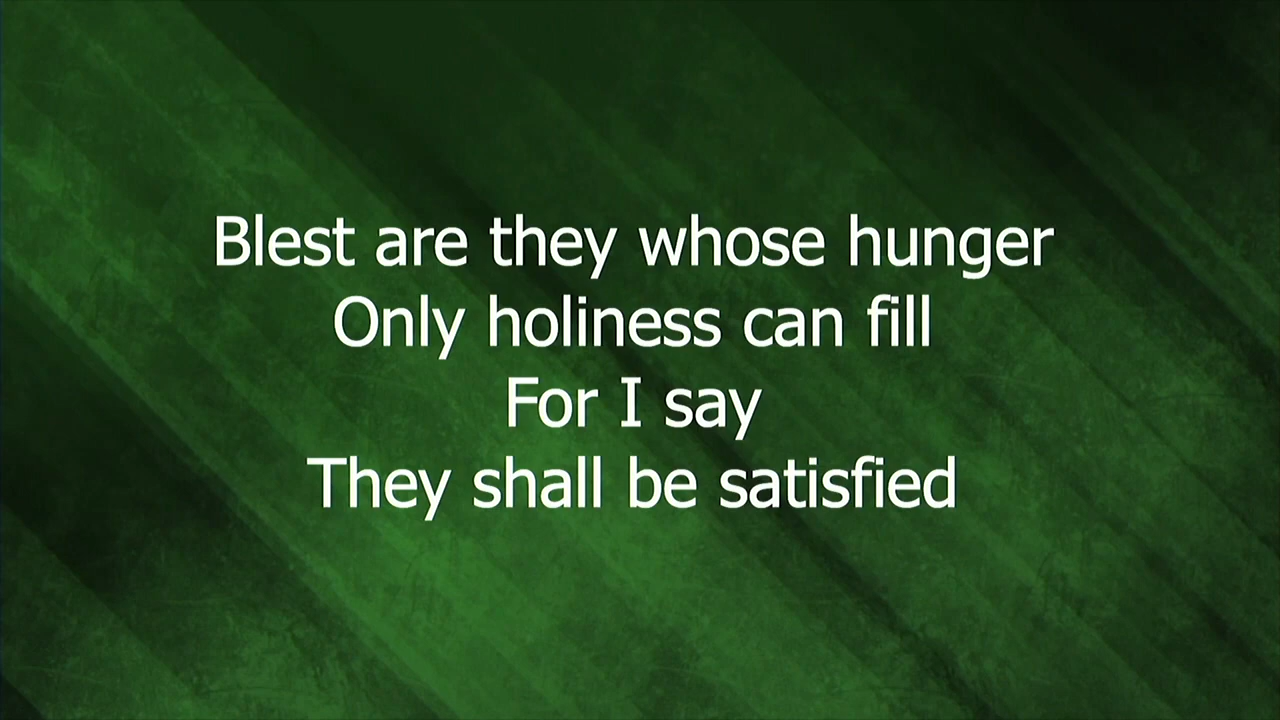 Blest are they whose hunger
Only holiness can fill
For I say
They shall be satisfied